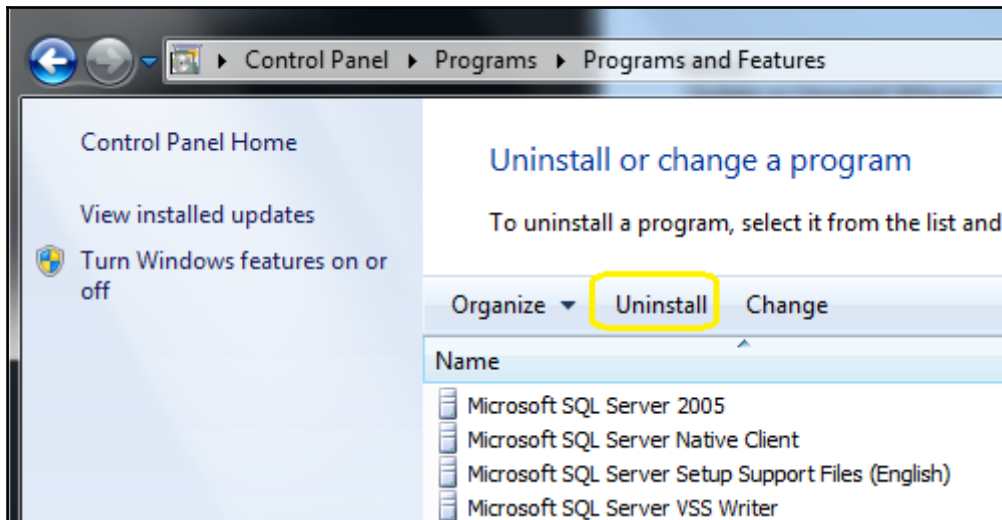 Control Panel Programs Programs and Features
Control Panel Home
View installed updates
Turn Windows features on or
off
Uninstall or change a program
To uninstall a program, select it from the list and
Organize Uninstall Change
Name
Microsoft SQL Server 2005
Microsoft SQL Server Native Client
Microsoft SQL Server Setup Support Files (English)
Microsoft SQL Server VSS Writer